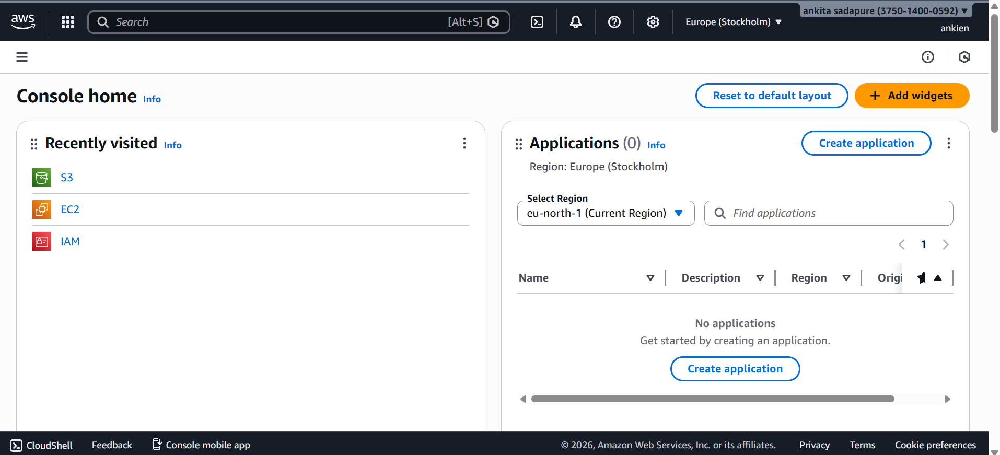 aws
Search
[Alt+S]
Europe (Stockholm)
ankita sadapure (3750-1400-0592)
ankien
Console home
Info
Reset to default layout
Add widgets
Recently visited
Info
S3
EC2
IAM
Applications (0)
Info
Create application
Region: Europe (Stockholm)
Select Region
eu-north-1 (Current Region)
Find applications
1
Name
Description
Region
Origi
No applications
Get started by creating an application.
Create application
CloudShell
Feedback
Console mobile app
© 2026, Amazon Web Services, Inc. or its affiliates.
Privacy
Terms
Cookie preferences